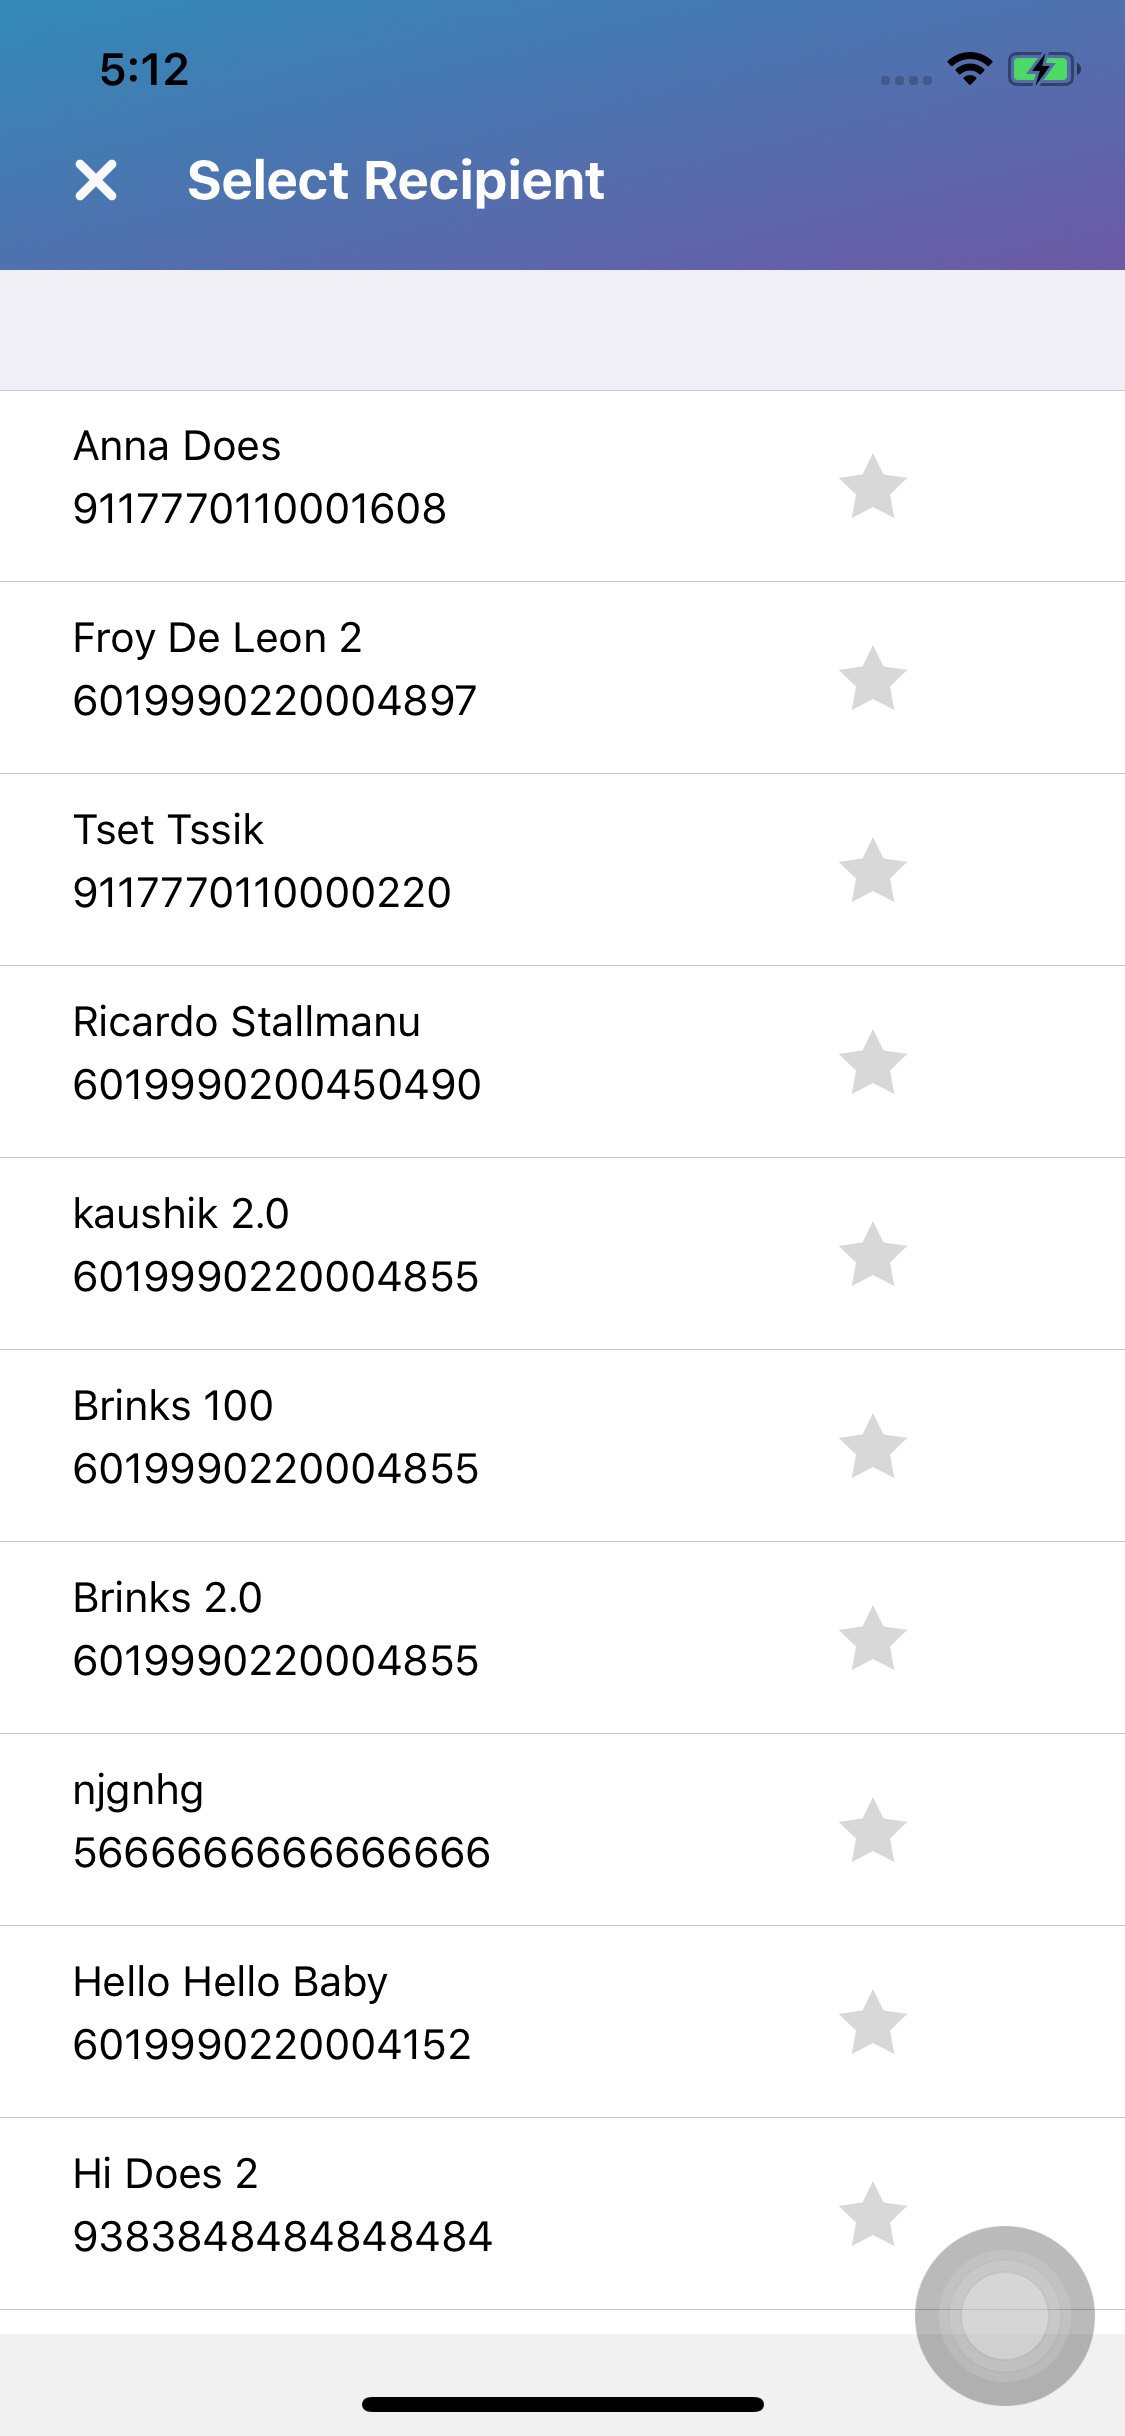 5:12
Select Recipient
Anna Does
9117770110001608
Froy De Leon 2
6019990220004897
Tset Tssik
9117770110000220
Ricardo Stallmanu
6019990200450490
kaushik 2.0
6019990220004855
Brinks 100
6019990220004855
Brinks 2.0
6019990220004855
njgnhg
5666666666666666
Hello Hello Baby
6019990220004152
Hi Does 2
9383848484848484